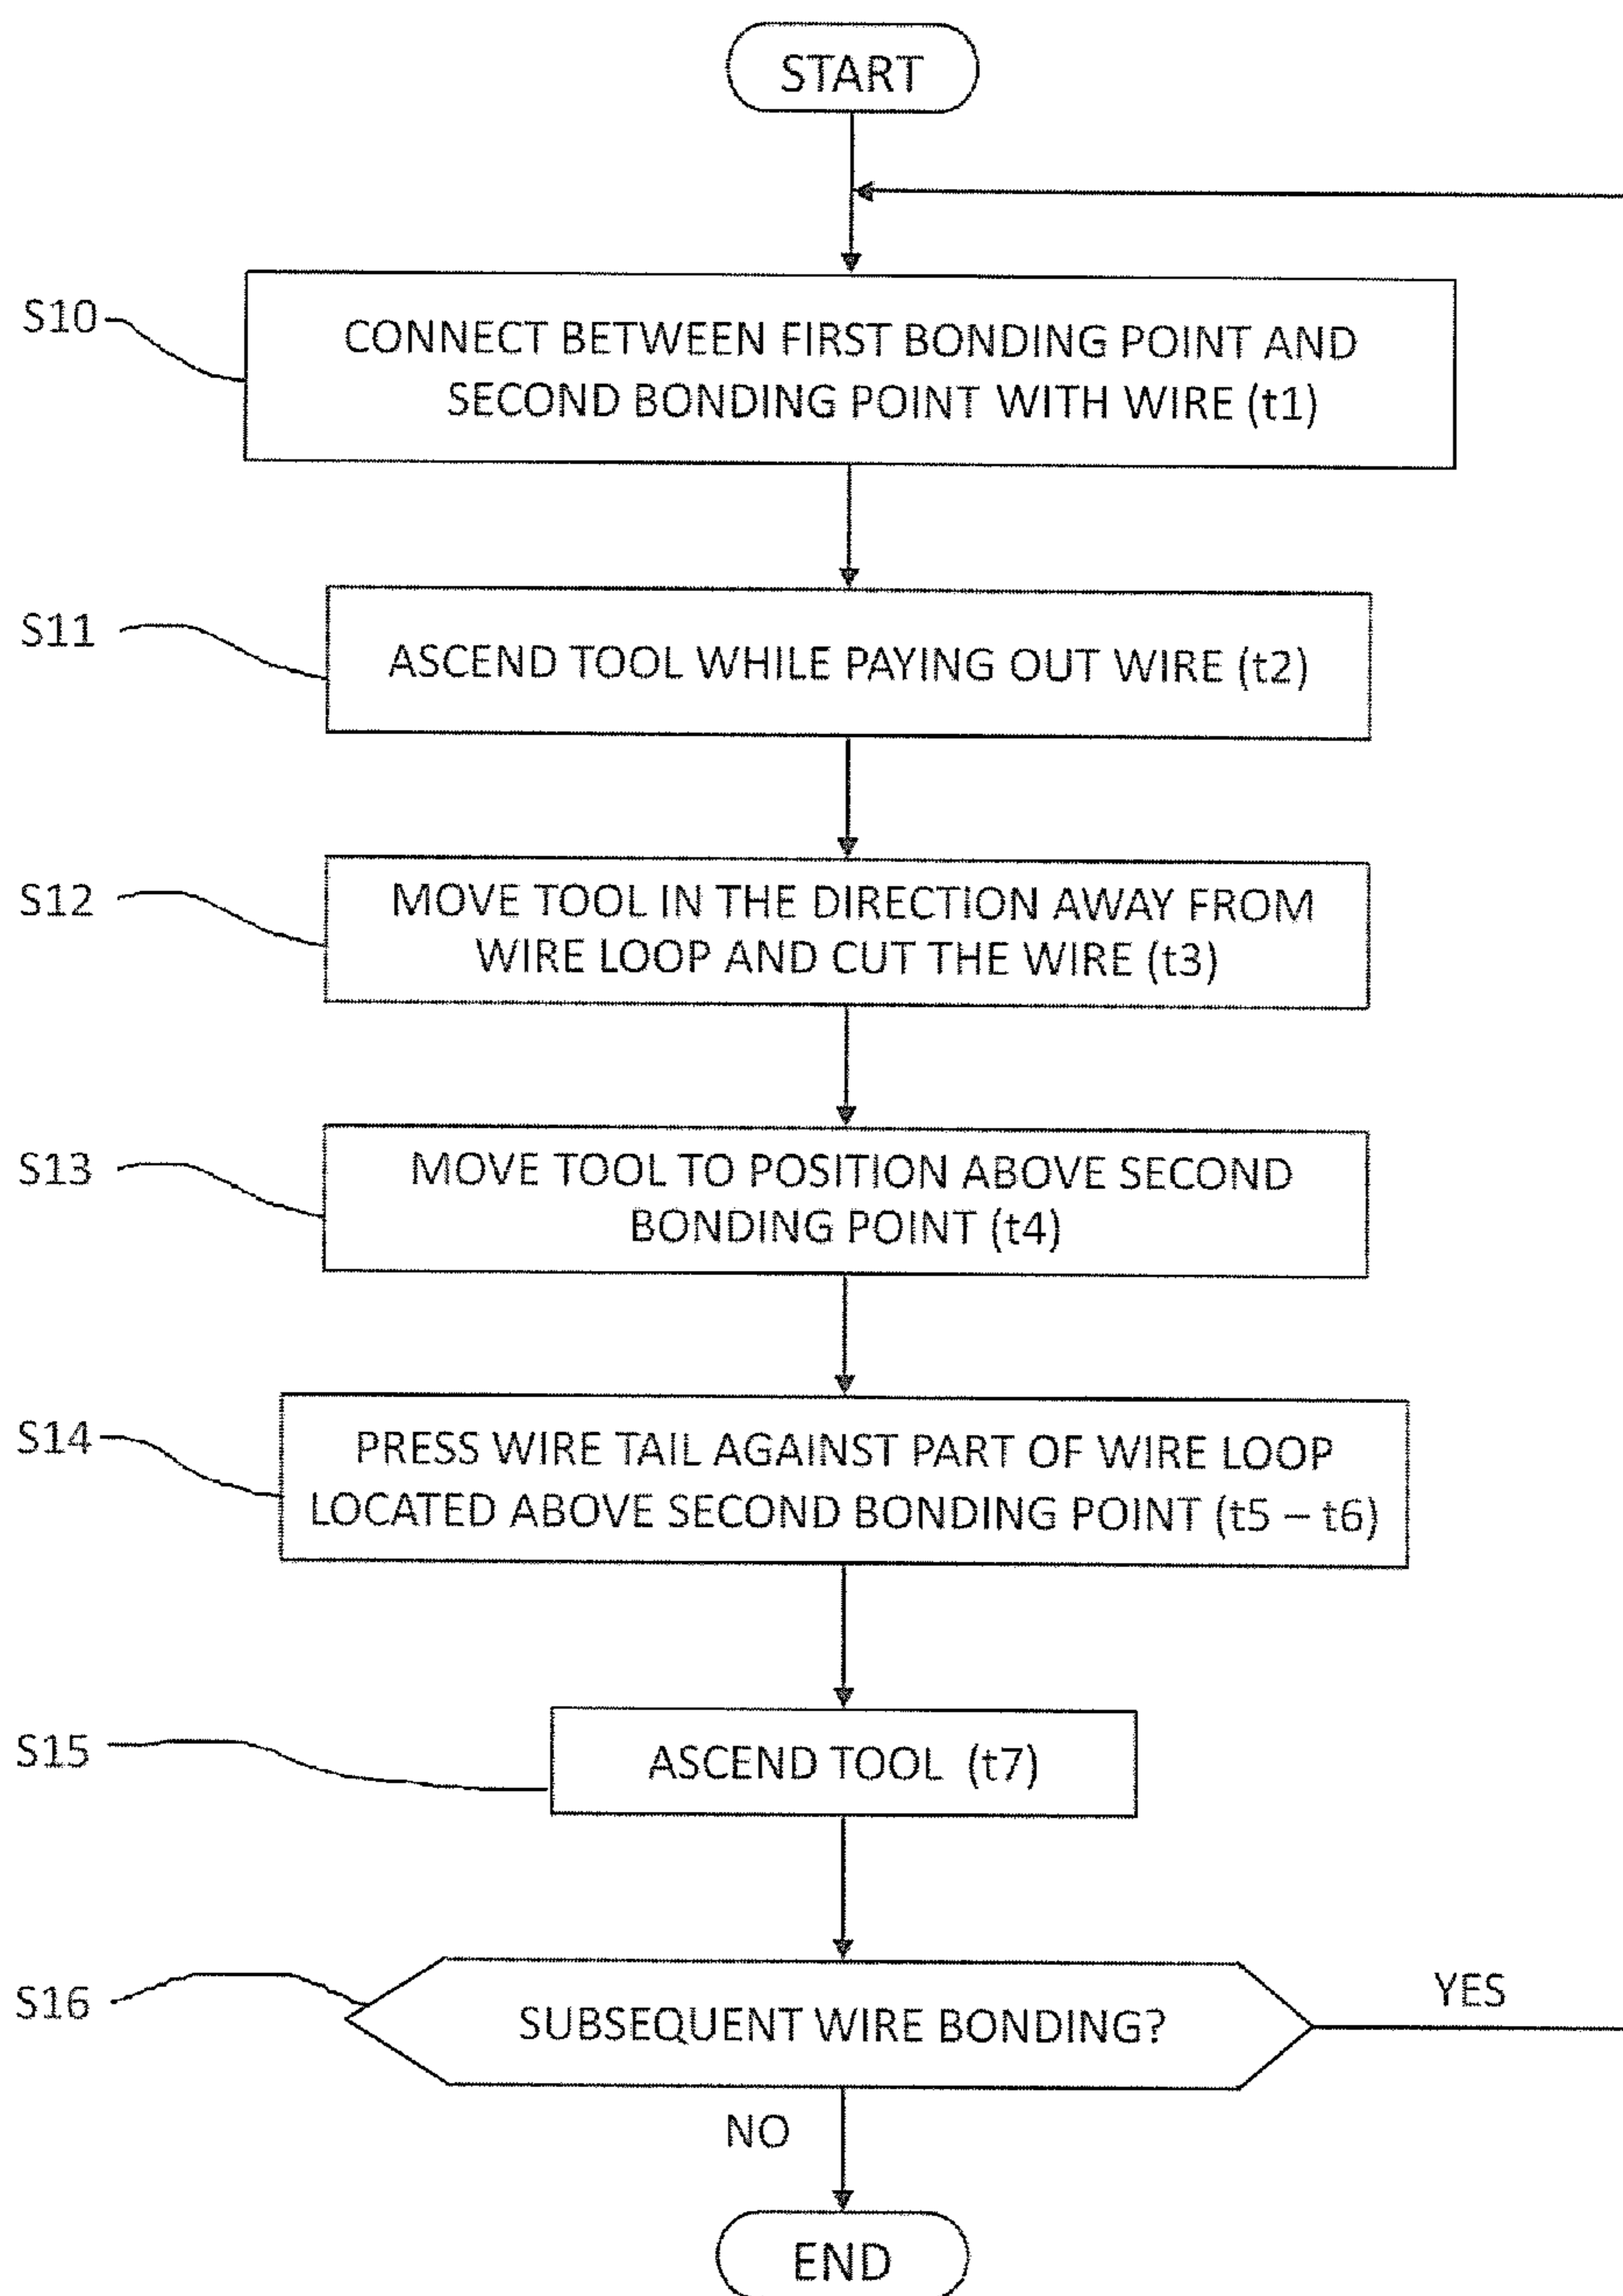 START
S10
CONNECT BETWEEN FIRST BONDING POINT AND
SECOND BONDING POINT WITH WIRE (t1)
S11
ASCEND TOOL WHILE PAYING OUT WIRE (t2)
S12
MOVE TOOL IN THE DIRECTION AWAY FROM
WIRE LOOP AND CUT THE WIRE (t3)
S13
MOVE TOOL TO POSITION ABOVE SECOND
BONDING POINT (t4)
S14
PRESS WIRE TAIL AGAINST PART OF WIRE LOOP
LOCATED ABOVE SECOND BONDING POINT (t5 – t6)
S15
ASCEND TOOL (t7)
S16
SUBSEQUENT WIRE BONDING?
YES
NO
END